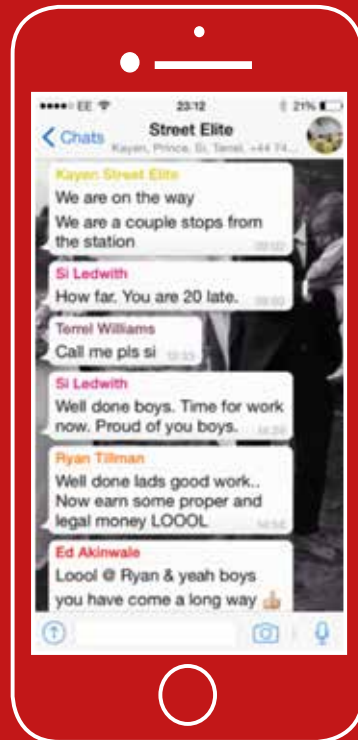 EE 23:12 21%
Chats Street Elite
Kayen, Prince, Si, Terrel, +44 74...
Kayen Street Elite
We are on the way
We are a couple stops from
the station 09:02
Si Ledwith
How far. You are 20 late.
Terrel Williams
Call me pls si
Si Ledwith
Well done boys. Time for work
now. Proud of you boys.
Ryan Tillman
Well done lads good work..
Now earn some proper and
legal money LOOOL
Ed Akinwale
Loool @ Ryan & yeah boys
you have come a long way 👍